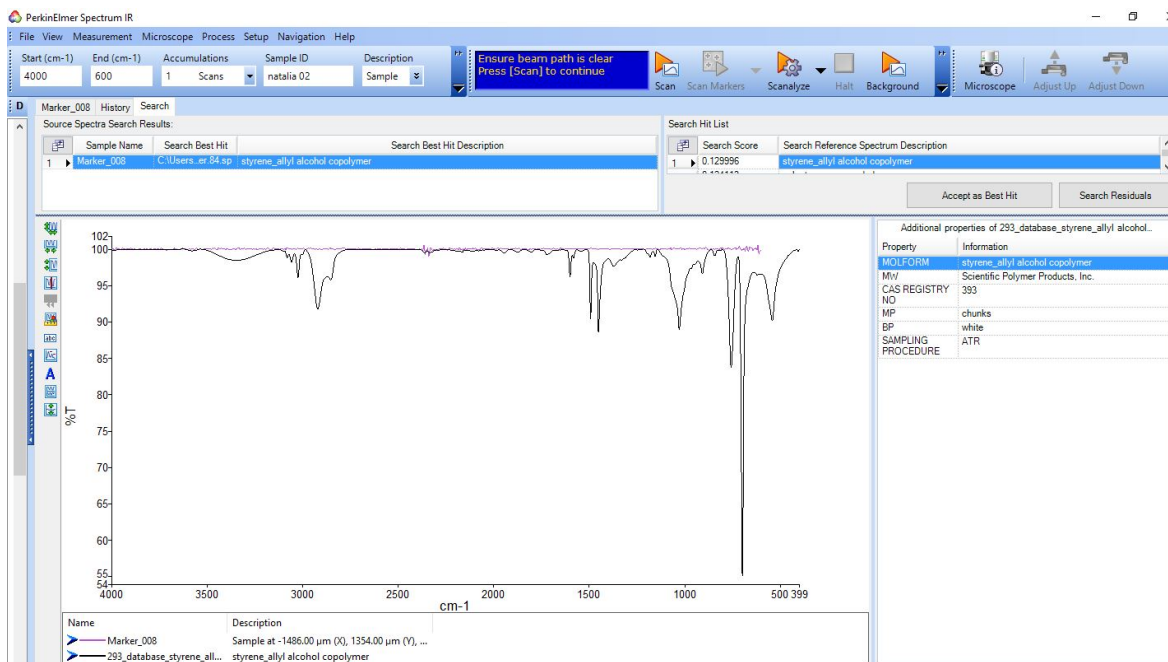 PerkinElmer Spectrum IR
File View Measurement Microscope Process Setup Navigation Help
Start (cm-1) End (cm-1) Accumulations Sample ID Description
4000 600 1 Scans natalia 02 Sample
Ensure beam path is clear
Press [Scan] to continue
Scan Scan Markers Scanalyze Halt Background Microscope Adjust Up Adjust Down
D Marker_008 History Search
Source Spectra Search Results:
Sample Name Search Best Hit Search Best Hit Description
1 Marker_008 C:\Users..er.84.sp styrene_allyl alcohol copolymer
Search Hit List
Search Score Search Reference Spectrum Description
1 0.129996 styrene_allyl alcohol copolymer
Accept as Best Hit Search Residuals
Additional properties of 293_database_styrene_allyl alcohol...
Property Information
MOLFORM styrene_allyl alcohol copolymer
MW Scientific Polymer Products, Inc.
CAS REGISTRY NO 393
MP chunks
BP white
SAMPLING PROCEDURE ATR
abc
A
%T
102
100
95
90
85
80
75
70
65
60
55
54
4000 3500 3000 2500 2000 1500 1000 500 399
cm-1
Name Description
Marker_008 Sample at -1486.00 µm (X), 1354.00 µm (Y), ...
293_database_styrene_all... styrene_allyl alcohol copolymer